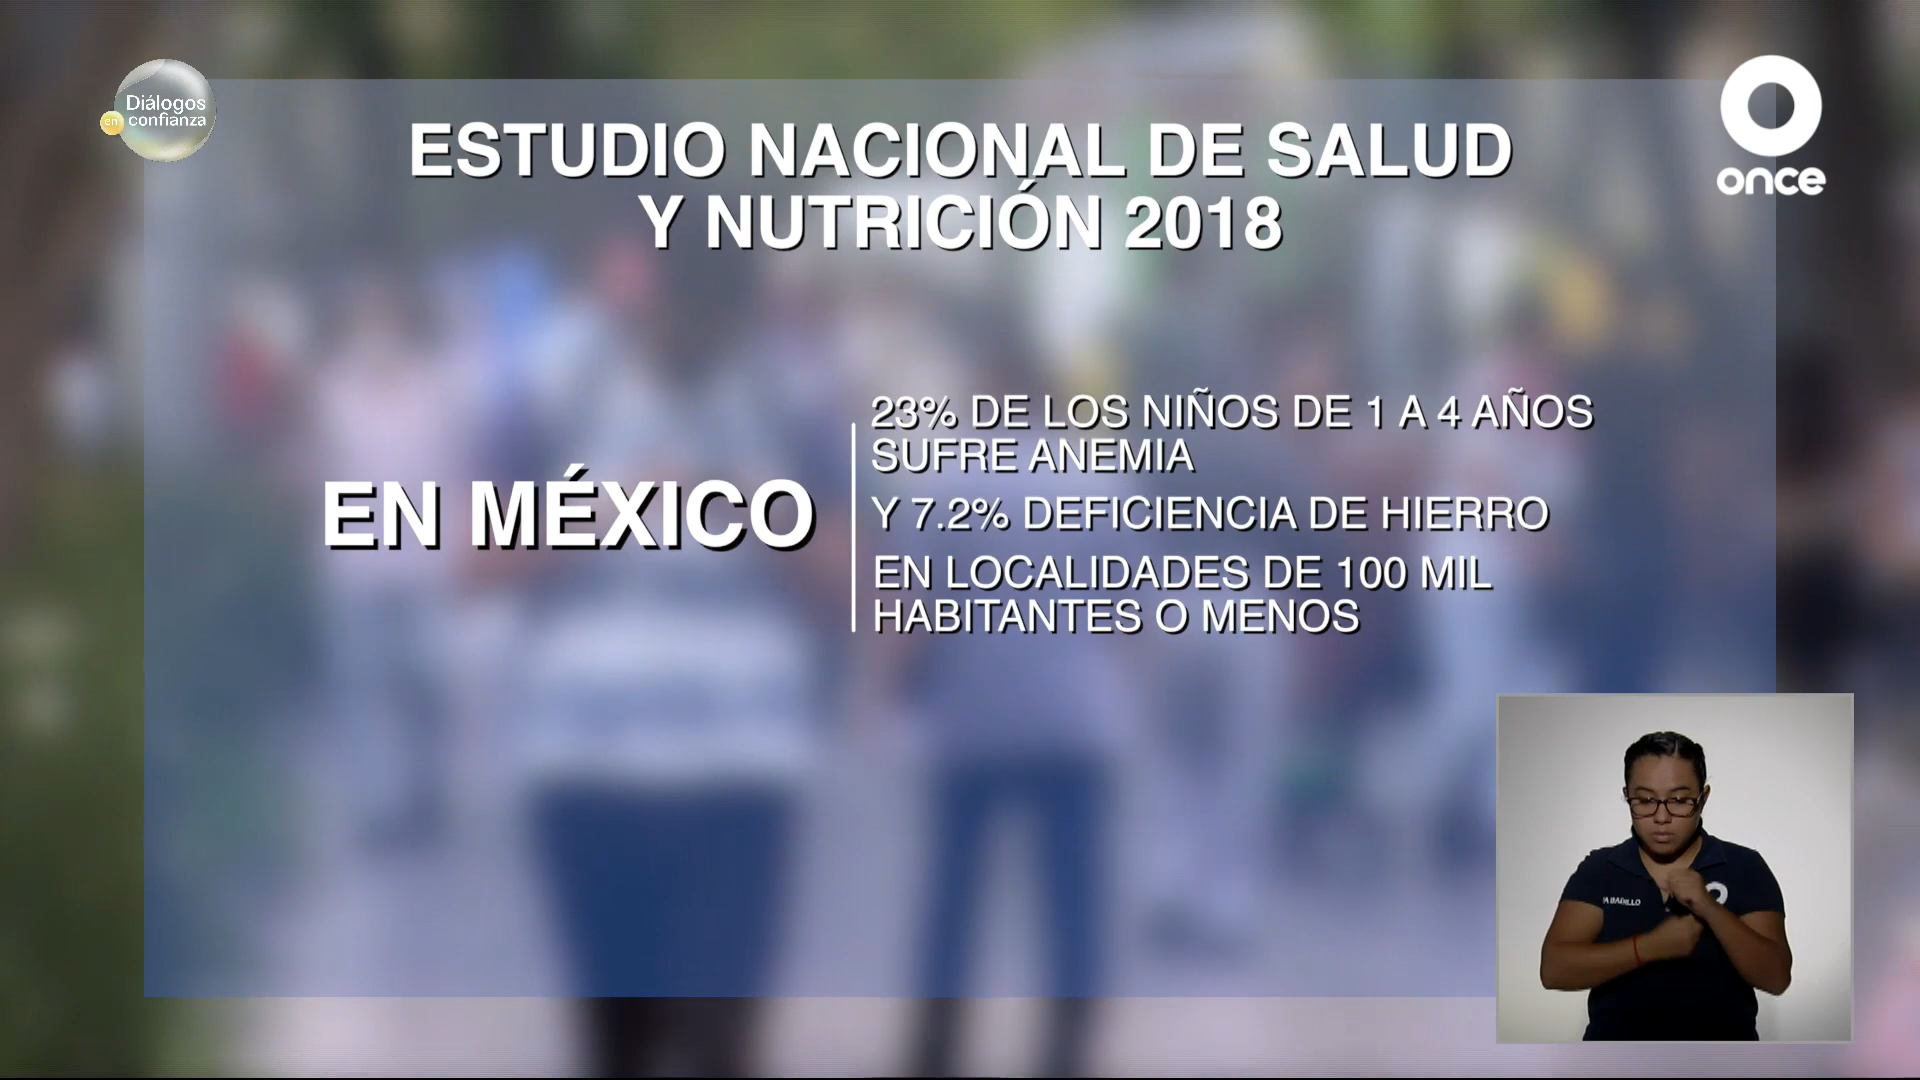 Diálogos
en confianza
once
ESTUDIO NACIONAL DE SALUD
Y NUTRICIÓN 2018
EN MÉXICO
23% DE LOS NIÑOS DE 1 A 4 AÑOS
SUFRE ANEMIA
Y 7.2% DEFICIENCIA DE HIERRO
EN LOCALIDADES DE 100 MIL
HABITANTES O MENOS